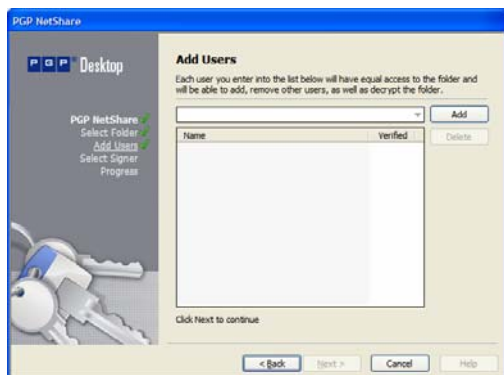 PGP NetShare
PGP Desktop
PGP NetShare
Select Folder
Add Users
Select Signer
Progress
Add Users
Each user you enter into the list below will have equal access to the folder and
will be able to add, remove other users, as well as decrypt the folder.
Add
Name Verified
Delete
Click Next to continue
< Back Next > Cancel Help